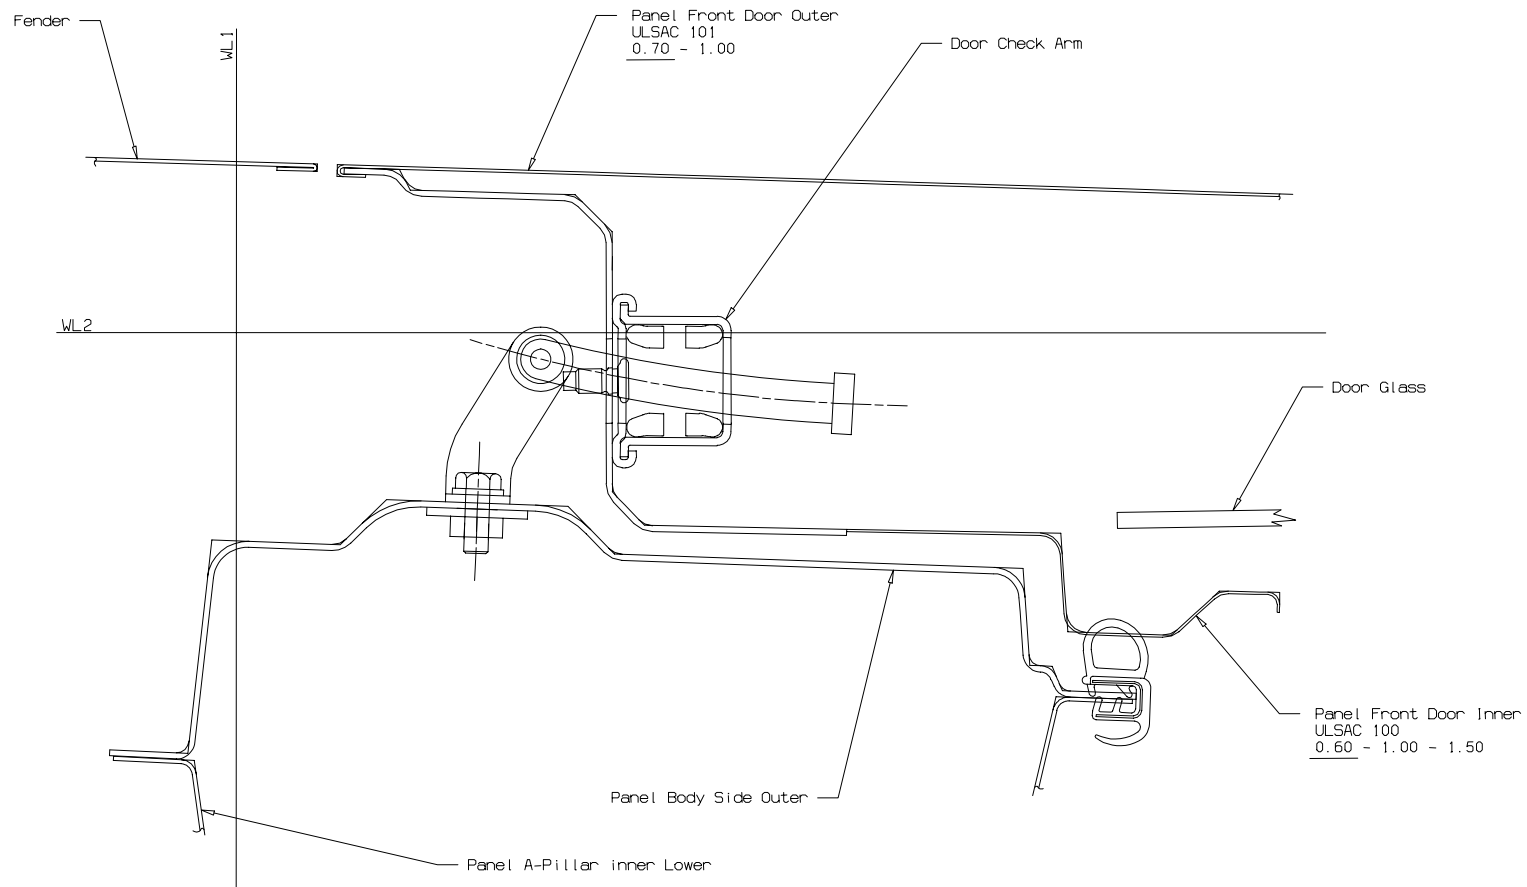 Fender
WL1
Panel Front Door Outer
ULSAC 101
0.70 - 1.00
Door Check Arm
WL2
Door Glass
Panel Front Door Inner
ULSAC 100
0.60 - 1.00 - 1.50
Panel Body Side Outer
Panel A-Pillar inner Lower